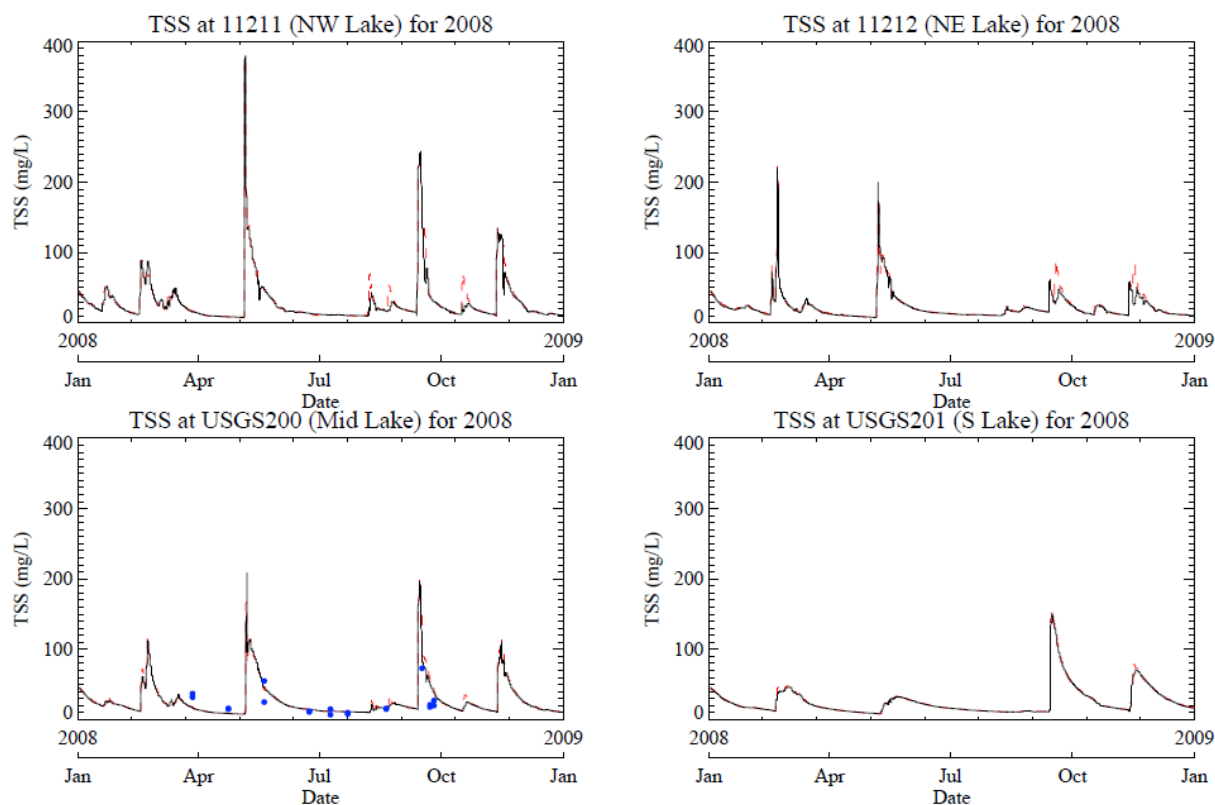 TSS at 11211 (NW Lake) for 2008
400
300
200
100
0
TSS (mg/L)
2008 2009
Jan Apr Jul Oct Jan
Date
TSS at 11212 (NE Lake) for 2008
400
300
200
100
0
TSS (mg/L)
2008 2009
Jan Apr Jul Oct Jan
Date
TSS at USGS200 (Mid Lake) for 2008
400
300
200
100
0
TSS (mg/L)
2008 2009
Jan Apr Jul Oct Jan
Date
TSS at USGS201 (S Lake) for 2008
400
300
200
100
0
TSS (mg/L)
2008 2009
Jan Apr Jul Oct Jan
Date